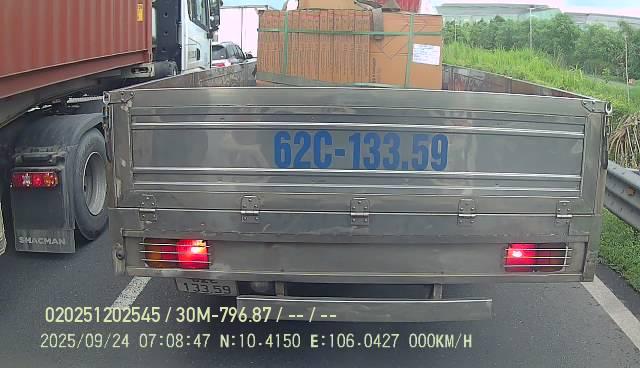 62C-133.59
SHACMAN
62C
133.59
020251202545 / 30M-796.87 / -- / --
2025/09/24 07:08:47 N:10.4150 E:106.0427 000KM/H